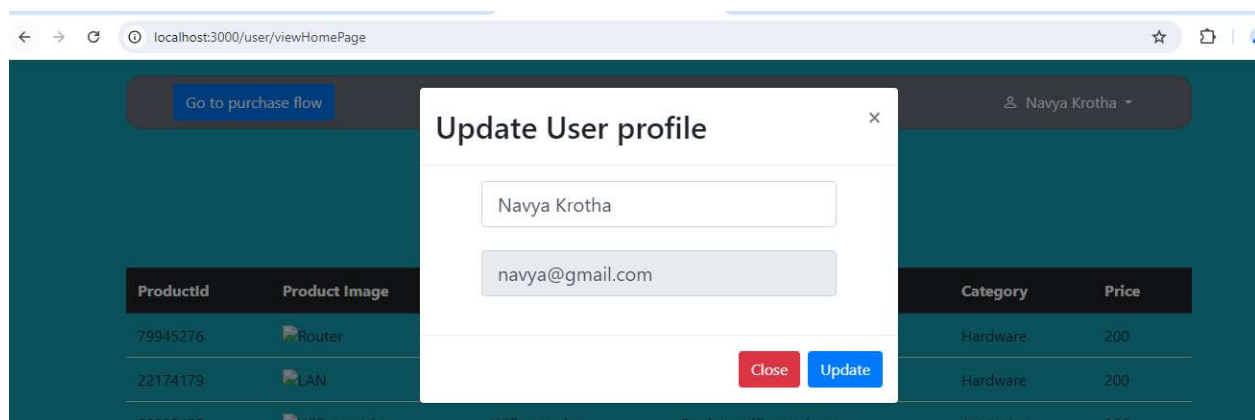 localhost:3000/user/viewHomePage
Go to purchase flow
Navya Krotha
Update User profile
×
Navya Krotha
navya@gmail.com
ProductId Product Image Category Price
79945276 Router Hardware 200
Close Update
22174179 LAN Hardware 200